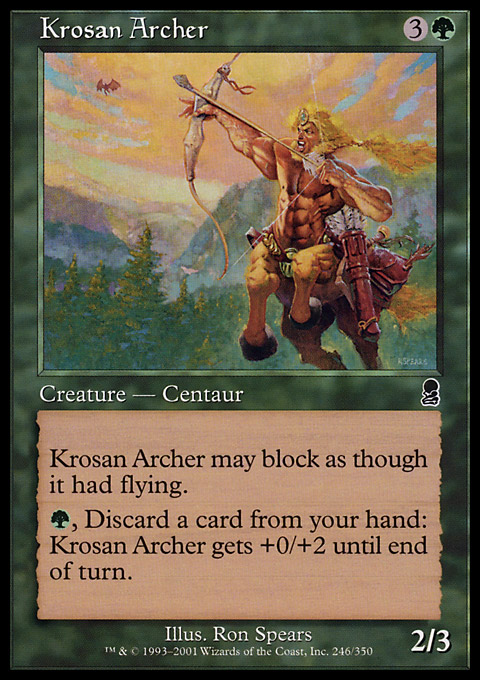 Krosan Archer 3
Creature — Centaur
Krosan Archer may block as though
it had flying.
, Discard a card from your hand:
Krosan Archer gets +0/+2 until end
of turn.
Illus. Ron Spears
™ & © 1993–2001 Wizards of the Coast, Inc. 246/350
2/3